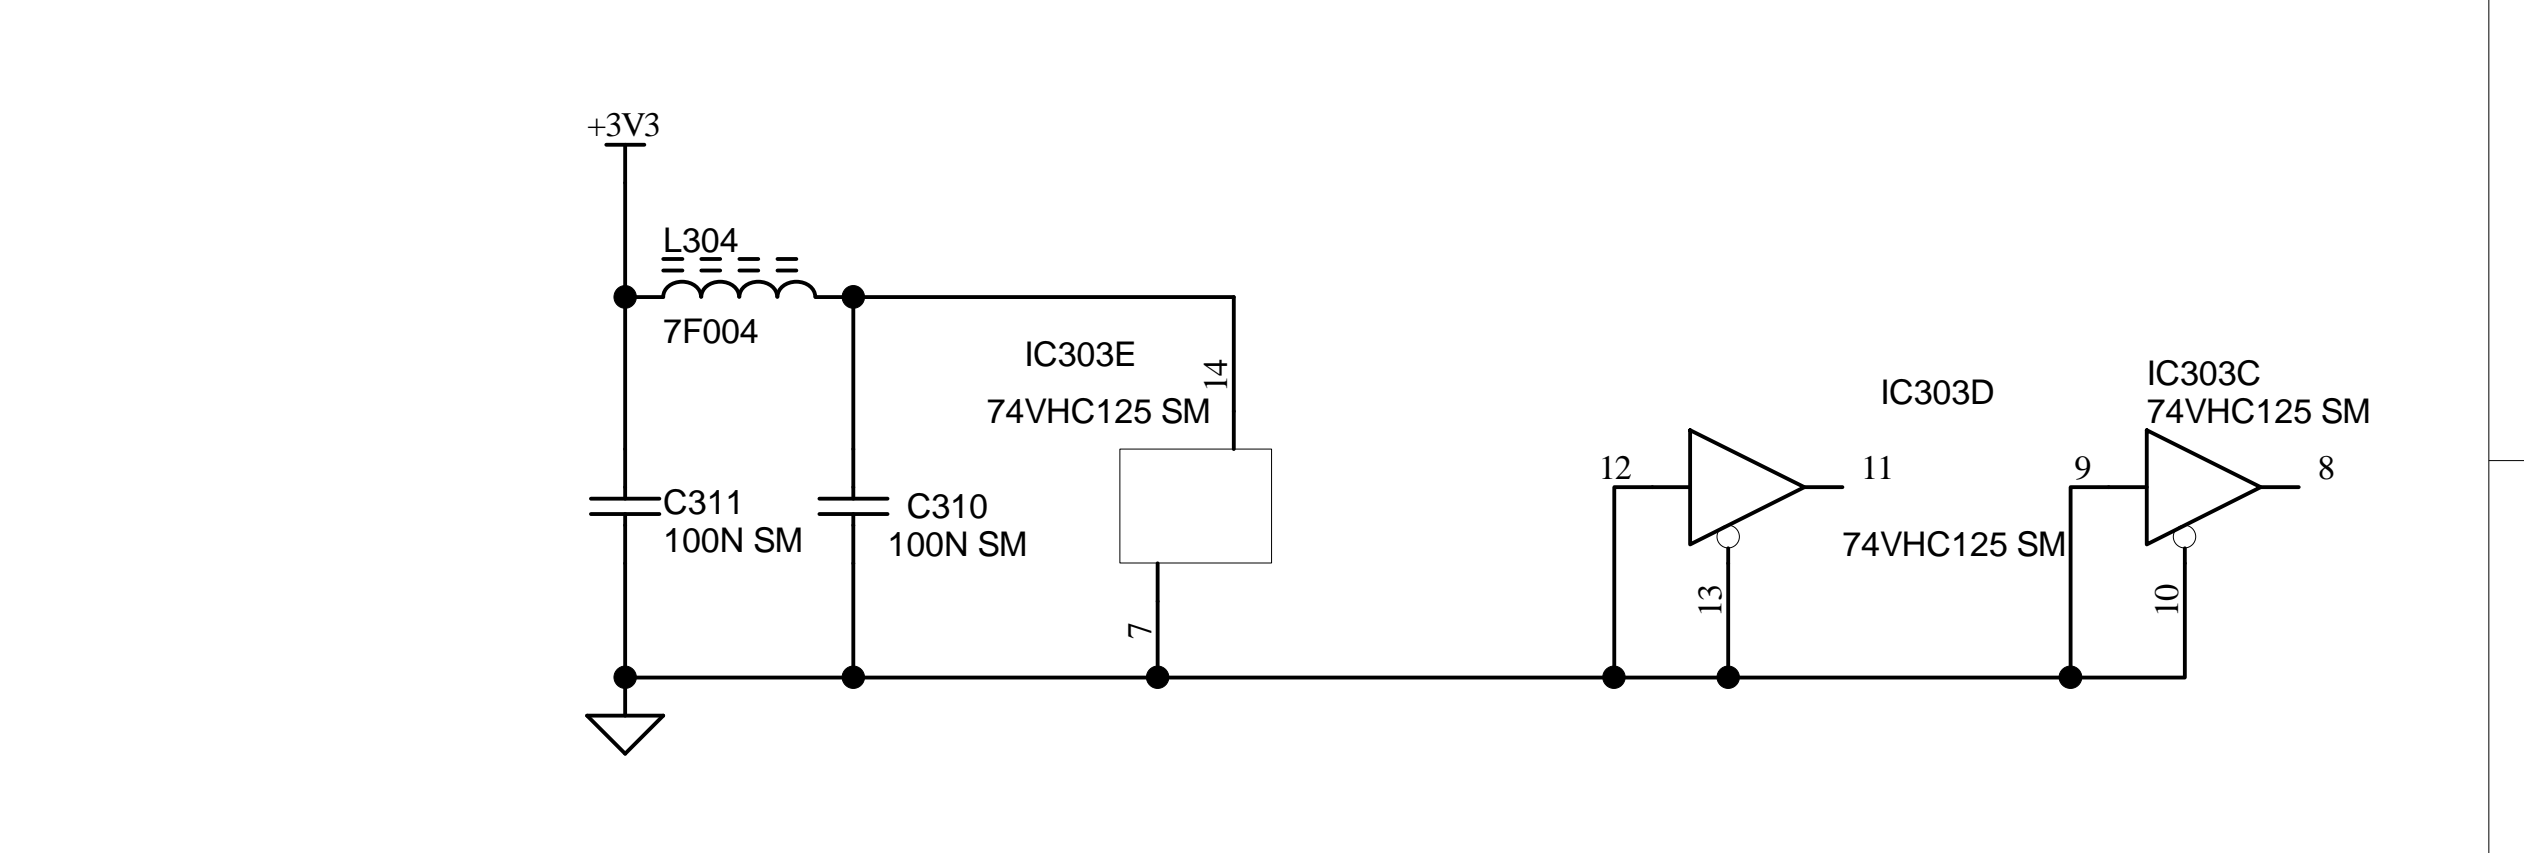 +3V3
L304
7F004
IC303E
14
74VHC125 SM
C311
100N SM
C310
100N SM
7
IC303D
12
11
74VHC125 SM
13
IC303C
74VHC125 SM
9
8
10